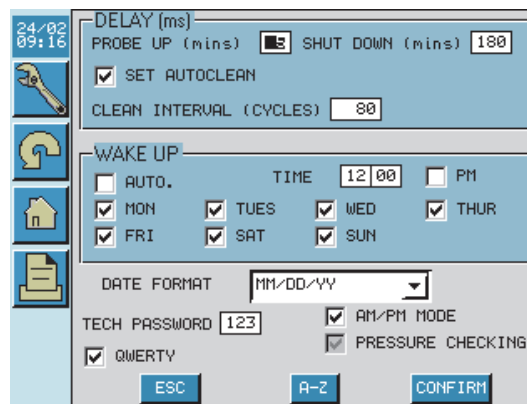 24/02
09:16
DELAY (ms)
PROBE UP (mins) SHUT DOWN (mins) 180
SET AUTOCLEAN
CLEAN INTERVAL (CYCLES) 80
WAKE UP
AUTO. TIME 12 00 PM
MON TUES WED THUR
FRI SAT SUN
DATE FORMAT MM/DD/YY
TECH PASSWORD 123 AM/PM MODE
PRESSURE CHECKING
QWERTY
ESC A-Z CONFIRM